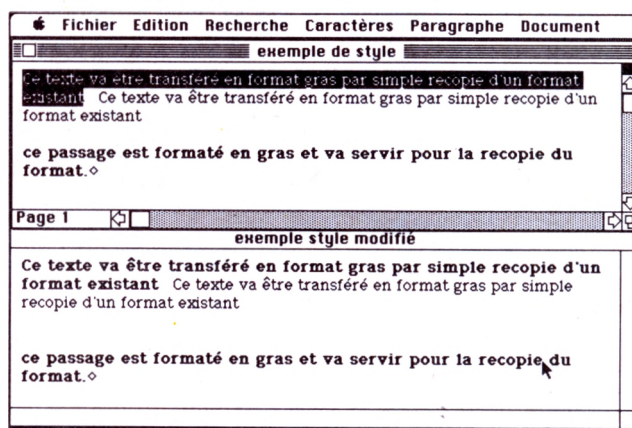 Fichier Edition Recherche Caractères Paragraphe Document
exemple de style
Ce texte va être transféré en format gras par simple recopie d'un format
existant Ce texte va être transféré en format gras par simple recopie d'un
format existant
ce passage est formaté en gras et va servir pour la recopie du
format.◇
Page 1
exemple style modifié
Ce texte va être transféré en format gras par simple recopie d'un
format existant Ce texte va être transféré en format gras par simple
recopie d'un format existant
ce passage est formaté en gras et va servir pour la recopie du
format.◇